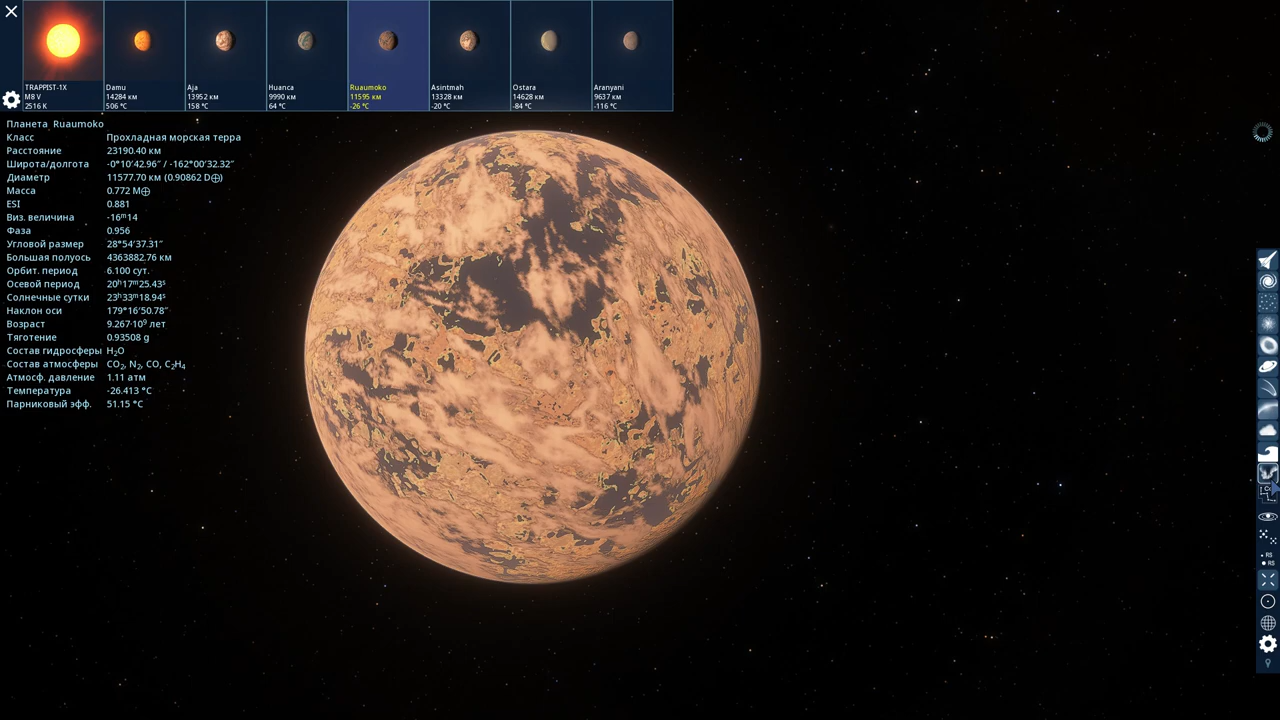 TRAPPIST-1X
M8 V
2516 K
Damu
14284 км
506 °C
Aja
13952 км
158 °C
Huanca
9990 км
64 °C
Ruaumoko
11595 км
-26 °C
Asintmah
13328 км
-20 °C
Ostara
14628 км
-84 °C
Aranyani
9637 км
-116 °C
Планета Ruaumoko
Класс Прохладная морская терра
Расстояние 23190.40 км
Широта/долгота -0°10′42.96″ / -162°00′32.32″
Диаметр 11577.70 км (0.90862 D⨁)
Масса 0.772 M⨁
ESI 0.881
Виз. величина -16ᵐ14
Фаза 0.956
Угловой размер 28°54′37.31″
Большая полуось 4363882.76 км
Орбит. период 6.100 сут.
Осевой период 20ʰ17ᵐ25.43ˢ
Солнечные сутки 23ʰ33ᵐ18.94ˢ
Наклон оси 179°16′50.78″
Возраст 9.267·10⁹ лет
Тяготение 0.93508 g
Состав гидросферы H₂O
Состав атмосферы CO₂, N₂, CO, C₂H₄
Атмосф. давление 1.11 атм
Температура -26.413 °C
Парниковый эфф. 51.15 °C
RS
RS